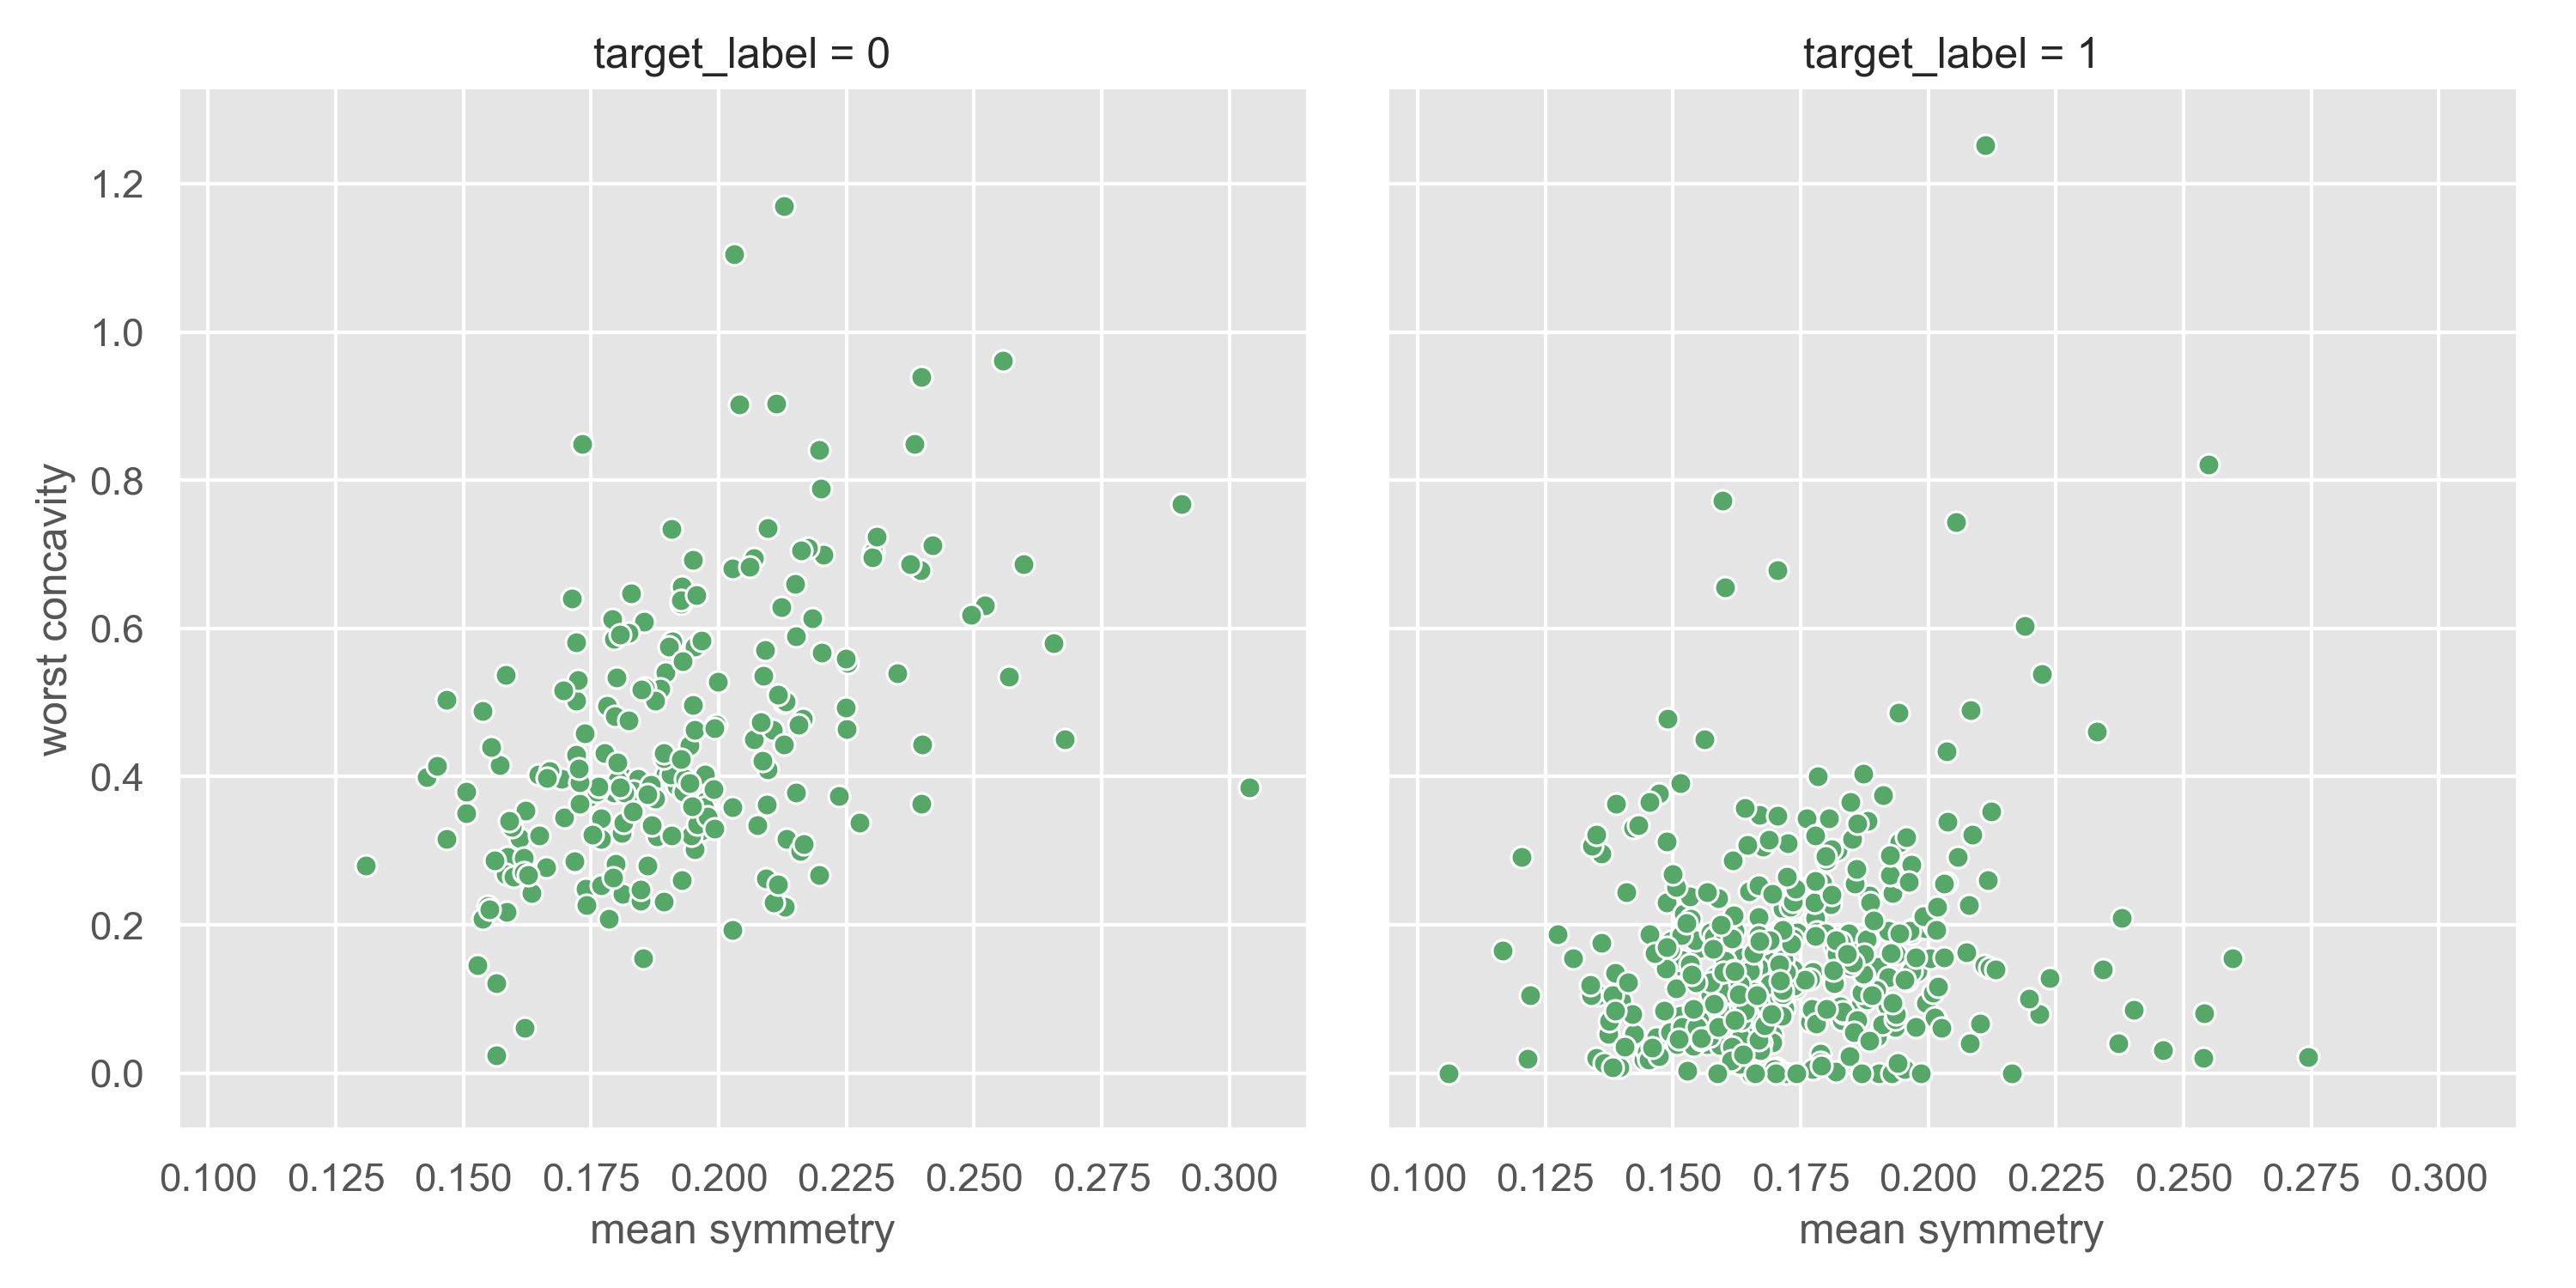 target_label = 0
target_label = 1
worst concavity
1.2
1.0
0.8
0.6
0.4
0.2
0.0
0.100 0.125 0.150 0.175 0.200 0.225 0.250 0.275 0.300
0.100 0.125 0.150 0.175 0.200 0.225 0.250 0.275 0.300
mean symmetry
mean symmetry